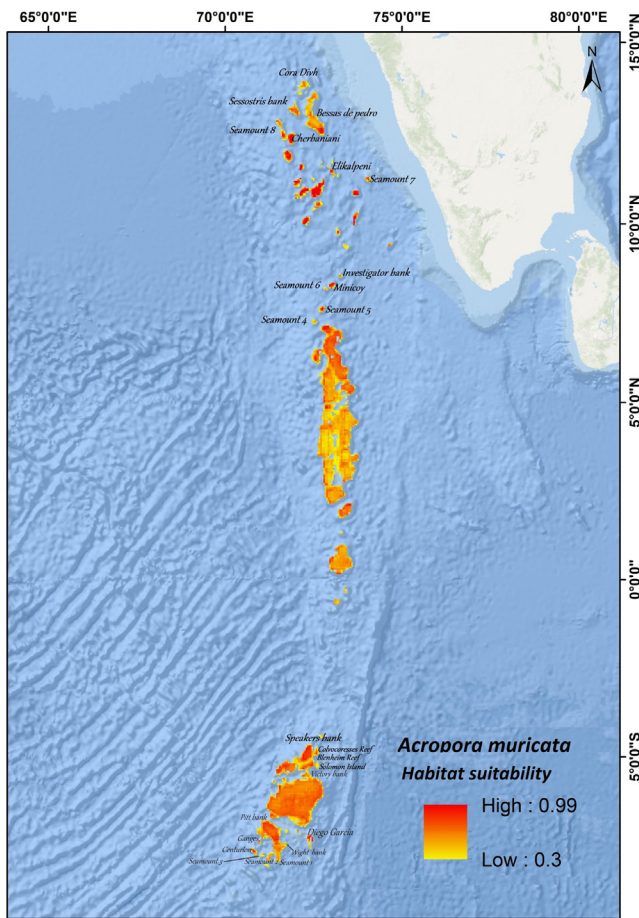 65°0'0"E
70°0'0"E
75°0'0"E
80°0'0"E
15°0'0"N
N
Cora Divh
Sessostris bank
Bessas de pedro
Seamount 8
Cherbaniani
Elikalpeni
Seamount 7
10°0'0"N
Investigator bank
Seamount 6
Minicoy
Seamount 5
Seamount 4
5°0'0"N
0°0'0"
Speakers bank
Colvocoresses Reef
Blenheim Reef
Solomon Island
Victory bank
5°0'0"S
Acropora muricata
Habitat suitability
High : 0.99
Low : 0.3
Pitt bank
Diego Garcia
Ganges
Centurion
Wight bank
Seamount 3
Seamount 2
Seamount 1